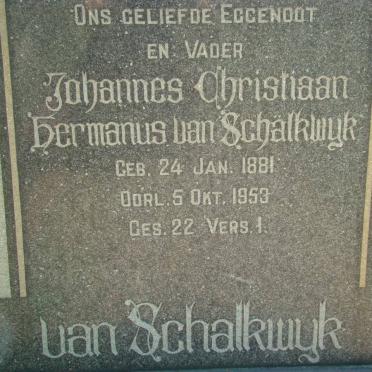 ONS GELIEFDE EGGENOOT
EN VADER
Johannes Christiaan
Hermanus van Schalkwyk
GEB. 24 JAN. 1881
OORL. 5 OKT. 1953
GES. 22 VERS. 1.
van Schalkwyk